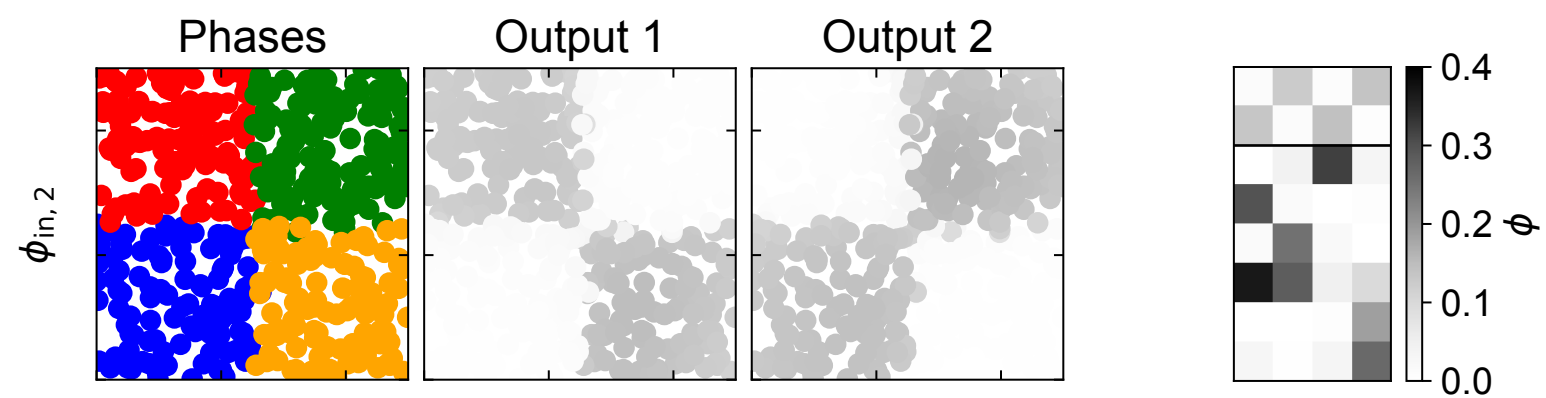 Phases
Output 1
Output 2
ϕin, 2
0.4
0.3
0.2
0.1
0.0
ϕ